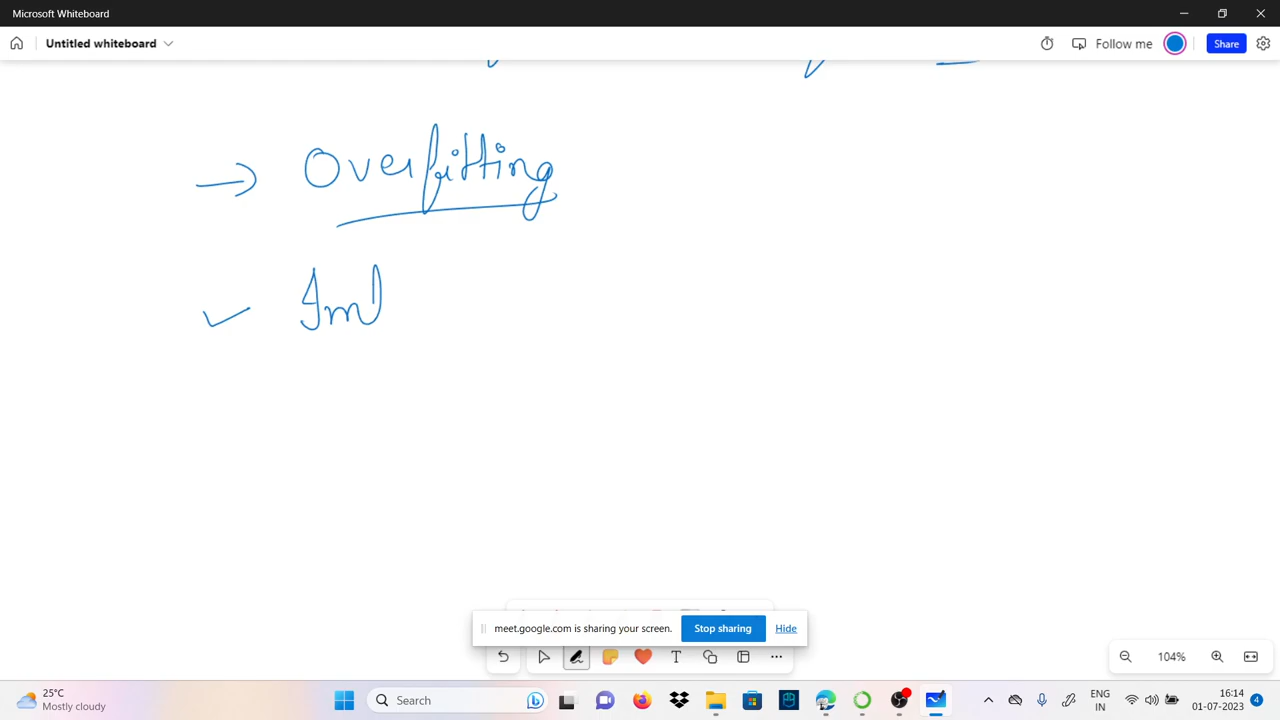 Microsoft Whiteboard
Untitled whiteboard
Follow me
Share
→ Overfitting
meet.google.com is sharing your screen.
Stop sharing
Hide
104%
25°C
Mostly cloudy
Search
ENG
IN
16:14
01-07-2023
4